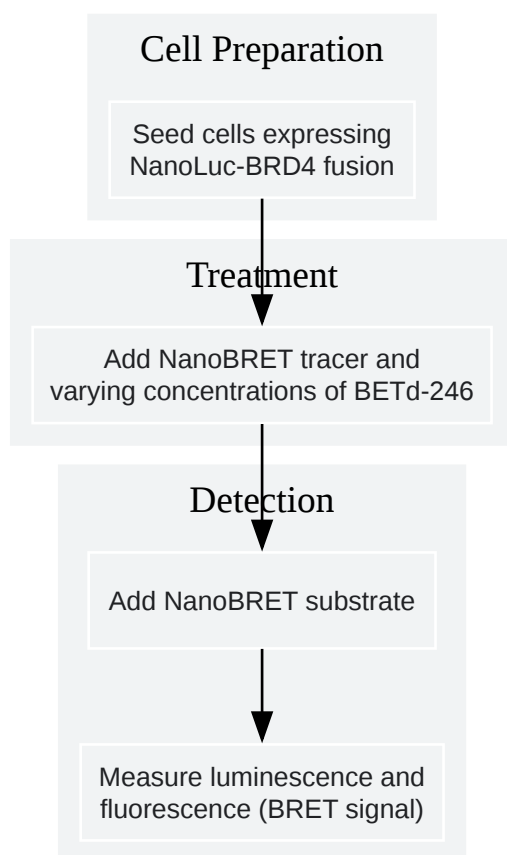 Cell Preparation
Seed cells expressing
NanoLuc-BRD4 fusion
Treatment
Add NanoBRET tracer and
varying concentrations of BETd-246
Detection
Add NanoBRET substrate
Measure luminescence and
fluorescence (BRET signal)